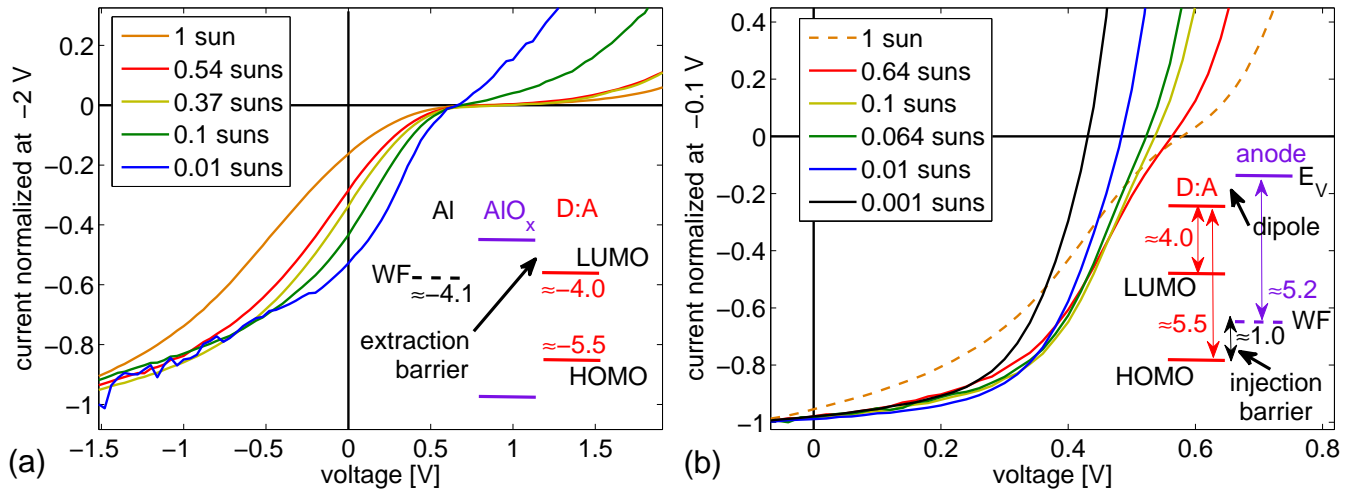 current normalized at −2 V
0.2
0
−0.2
−0.4
−0.6
−0.8
−1
1 sun
0.54 suns
0.37 suns
0.1 suns
0.01 suns
Al
AlOx
D:A
LUMO
WF
≈−4.1
≈−4.0
extraction
barrier
≈−5.5
HOMO
−1.5
−1
−0.5
0
0.5
1
1.5
voltage [V]
(a)
current normalized at −0.1 V
0.4
0.2
0
−0.2
−0.4
−0.6
−0.8
−1
1 sun
0.64 suns
0.1 suns
0.064 suns
0.01 suns
0.001 suns
anode
EV
D:A
dipole
≈4.0
LUMO
≈5.2
≈5.5
WF
≈1.0
HOMO
injection
barrier
0
0.2
0.4
0.6
0.8
voltage [V]
(b)